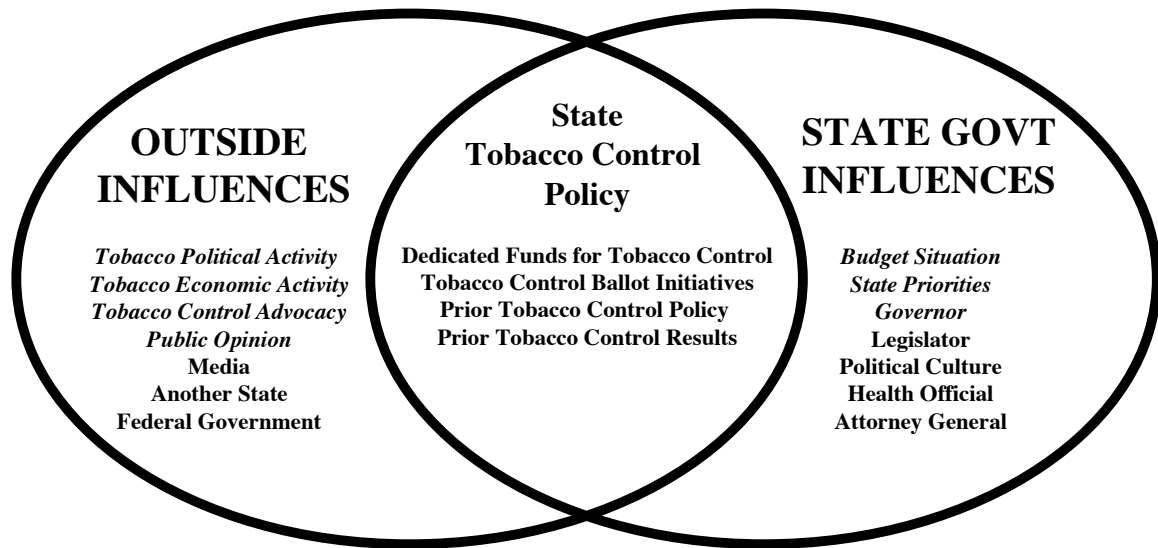 OUTSIDE
INFLUENCES
Tobacco Political Activity
Tobacco Economic Activity
Tobacco Control Advocacy
Public Opinion
Media
Another State
Federal Government
State
Tobacco Control
Policy
Dedicated Funds for Tobacco Control
Tobacco Control Ballot Initiatives
Prior Tobacco Control Policy
Prior Tobacco Control Results
STATE GOVT
INFLUENCES
Budget Situation
State Priorities
Governor
Legislator
Political Culture
Health Official
Attorney General